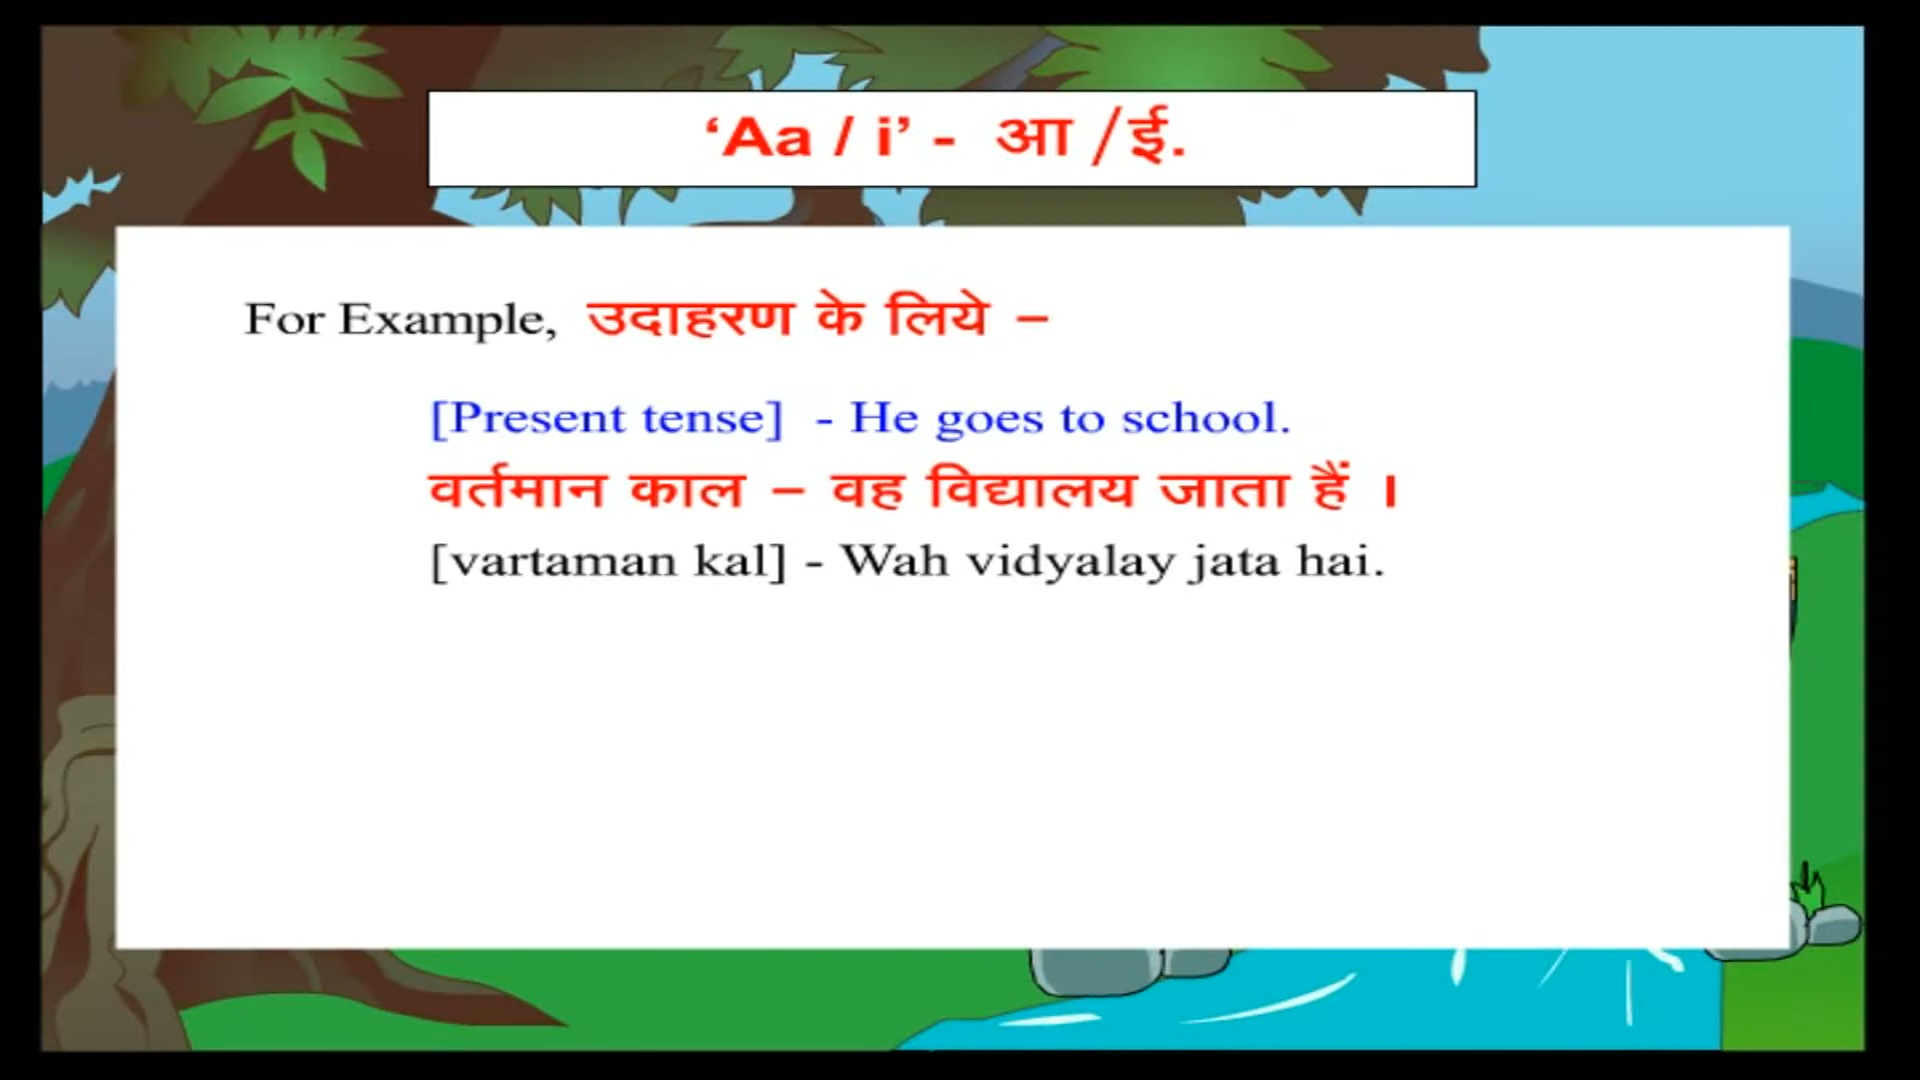 ‘Aa / i’ - आ /ई.
For Example, उदाहरण के लिये –
[Present tense] - He goes to school.
वर्तमान काल – वह विद्यालय जाता हैं ।
[vartaman kal] - Wah vidyalay jata hai.